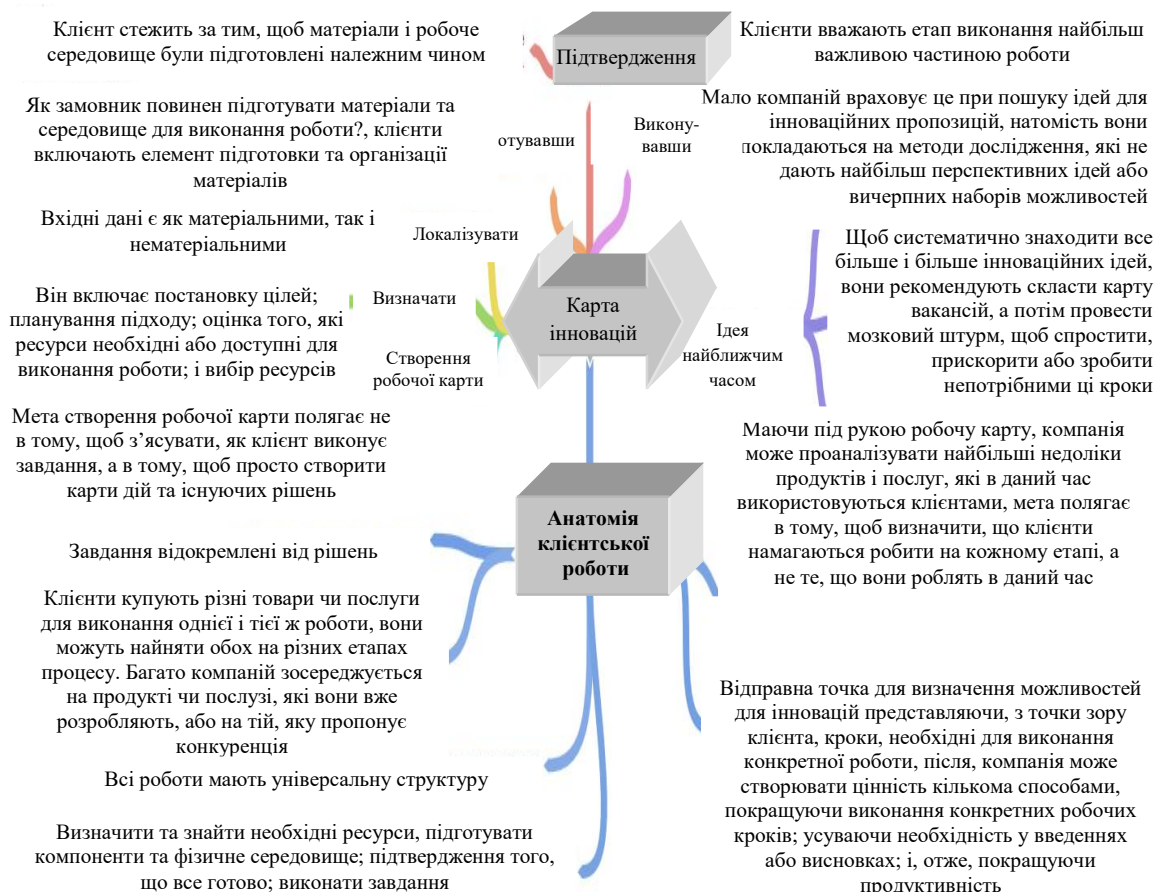 Клієнт стежить за тим, щоб матеріали і робоче
середовище були підготовлені належним чином
Підтвердження
Клієнти вважають етап виконання найбільш
важливою частиною роботи
Як замовник повинен підготувати матеріали та
середовище для виконання роботи?, клієнти
включають елемент підготовки та організації
матеріалів
отувавши
Викону-
вавши
Мало компаній враховує це при пошуку ідей для
інноваційних пропозицій, натомість вони
покладаються на методи дослідження, які не
дають найбільш перспективних ідей або
вичерпних наборів можливостей
Вхідні дані є як матеріальними, так і
нематеріальними
Локалізувати
Він включає постановку цілей;
планування підходу; оцінка того, які
ресурси необхідні або доступні для
виконання роботи; і вибір ресурсів
Визначати
Створення
робочої карти
Карта
інновацій
Ідея
найближчим
часом
Щоб систематично знаходити все
більше і більше інноваційних ідей,
вони рекомендують скласти карту
вакансій, а потім провести
мозковий штурм, щоб спростити,
прискорити або зробити
непотрібними ці кроки
Мета створення робочої карти полягає не
в тому, щоб з’ясувати, як клієнт виконує
завдання, а в тому, щоб просто створити
карти дій та існуючих рішень
Анатомія
клієнтської
роботи
Маючи під рукою робочу карту, компанія
може проаналізувати найбільші недоліки
продуктів і послуг, які в даний час
використовуються клієнтами, мета полягає
в тому, щоб визначити, що клієнти
намагаються робити на кожному етапі, а
не те, що вони роблять в даний час
Завдання відокремлені від рішень
Клієнти купують різні товари чи послуги
для виконання однієї і тієї ж роботи, вони
можуть найняти обох на різних етапах
процесу. Багато компаній зосереджується
на продукті чи послузі, які вони вже
розробляють, або на тій, яку пропонує
конкуренція
Всі роботи мають універсальну структуру
Визначити та знайти необхідні ресурси, підготувати
компоненти та фізичне середовище; підтвердження того,
що все готово; виконати завдання
Відправна точка для визначення можливостей
для інновацій представляючи, з точки зору
клієнта, кроки, необхідні для виконання
конкретної роботи, після, компанія може
створювати цінність кількома способами,
покращуючи виконання конкретних робочих
кроків; усуваючи необхідність у введеннях
або висновках; і, отже, покращуючи
продуктивність